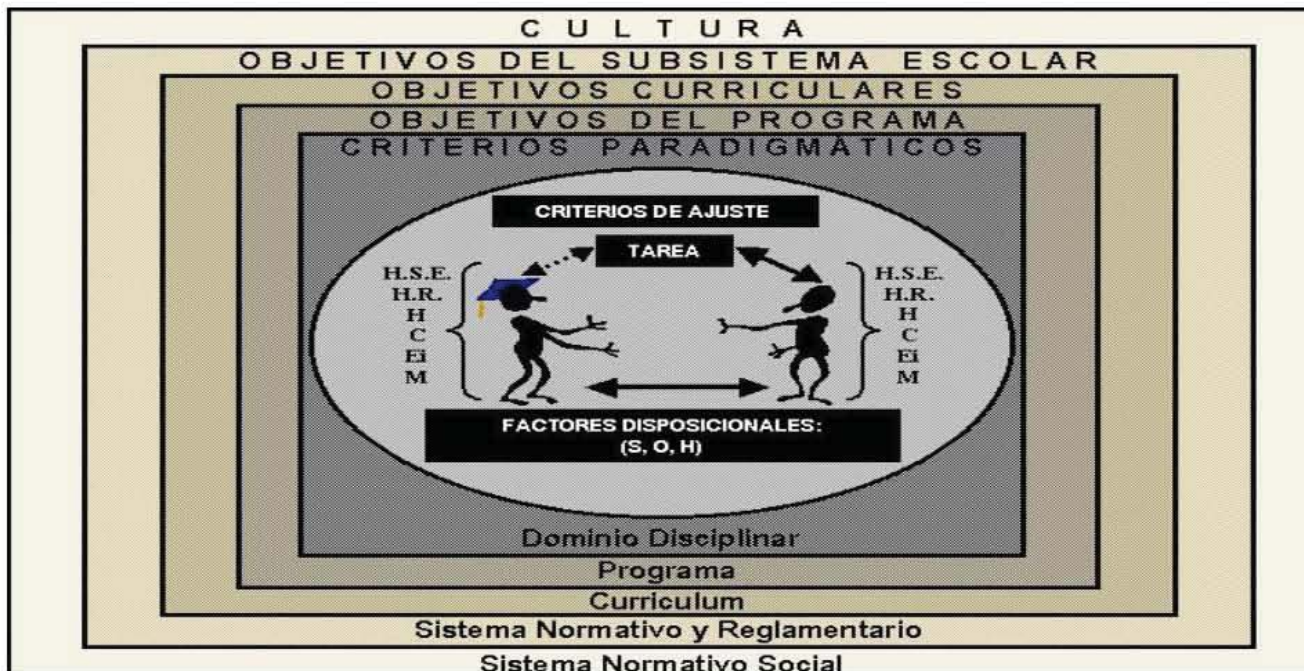 CULTURA
OBJETIVOS DEL SUBSISTEMA ESCOLAR
OBJETIVOS CURRICULARES
OBJETIVOS DEL PROGRAMA
CRITERIOS PARADIGMÁTICOS
CRITERIOS DE AJUSTE
TAREA
H.S.E.
H.R.
H
C
Ei
M
H.S.E.
H.R.
H
C
Ei
M
FACTORES DISPOSICIONALES:
(S, O, H)
Dominio Disciplinar
Programa
Curriculum
Sistema Normativo y Reglamentario
Sistema Normativo Social